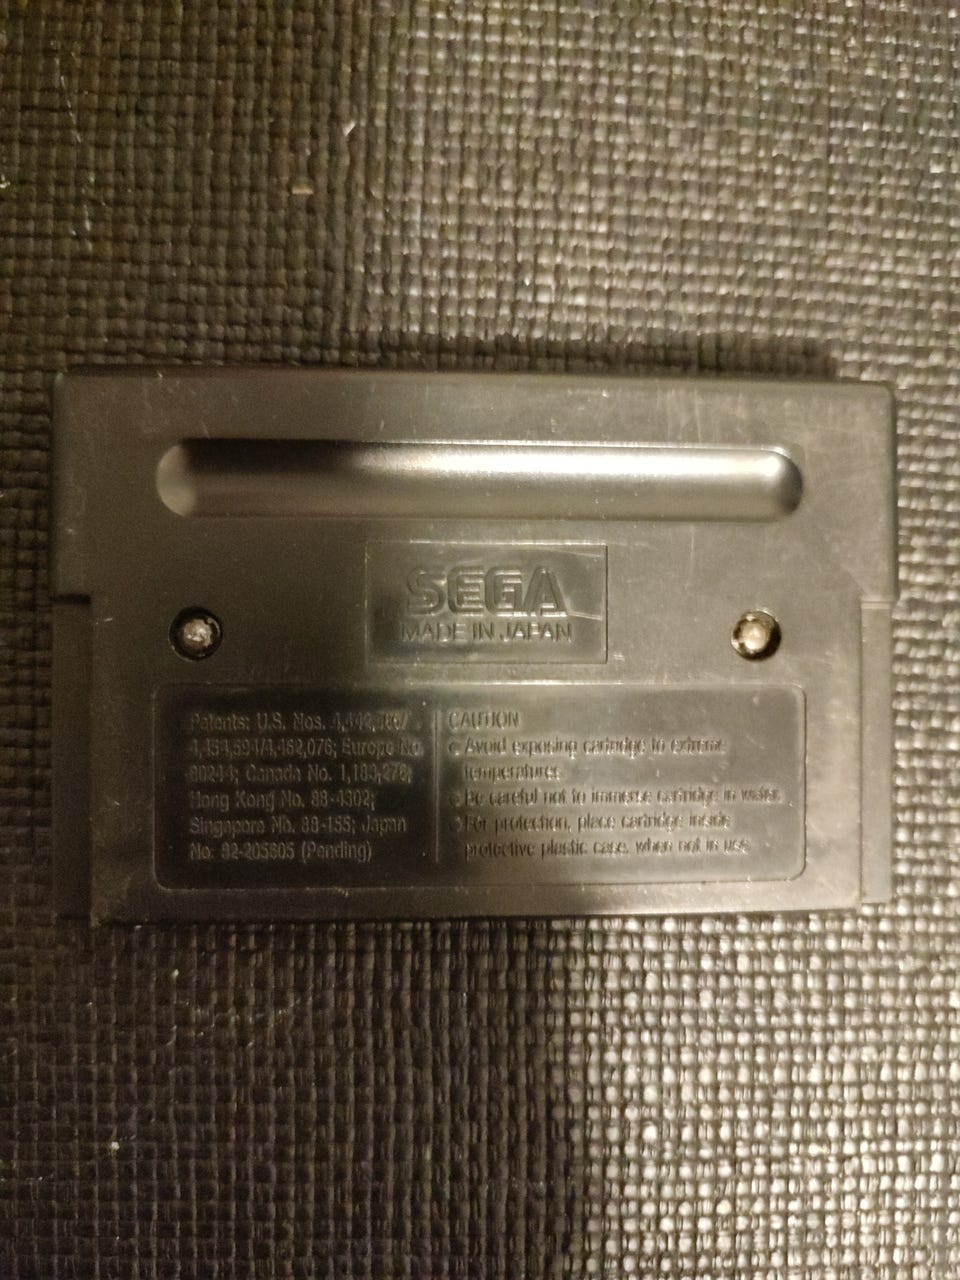 SEGA
MADE IN JAPAN
Patents: U.S. Nos. 4,442,486/
4,454,594/4,462,076; Europe No.
80244; Canada No. 1,183,276;
Hong Kong No. 88-4302;
Singapore No. 88-155; Japan
No. 82-205605 (Pending)
CAUTION
Avoid exposing cartridge to extreme
temperatures.
Be careful not to immerse cartridge in water.
For protection, place cartridge inside
protective plastic case, when not in use.